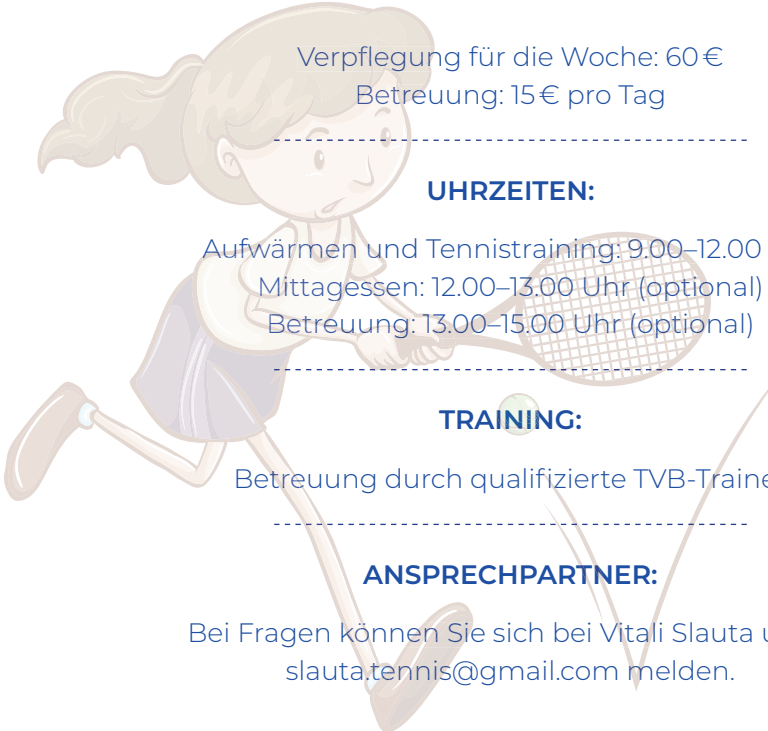 Verpflegung für die Woche: 60 €
Betreuung: 15 € pro Tag
UHRZEITEN:
Aufwärmen und Tennistraining: 9.00–12.00
Mittagessen: 12.00–13.00 Uhr (optional)
Betreuung: 13.00–15.00 Uhr (optional)
TRAINING:
Betreuung durch qualifizierte
ANSPRECHPARTNER:
Bei Fragen können Sie sich bei Vitali Slauta
slauta.tennis@gmail.com melden.